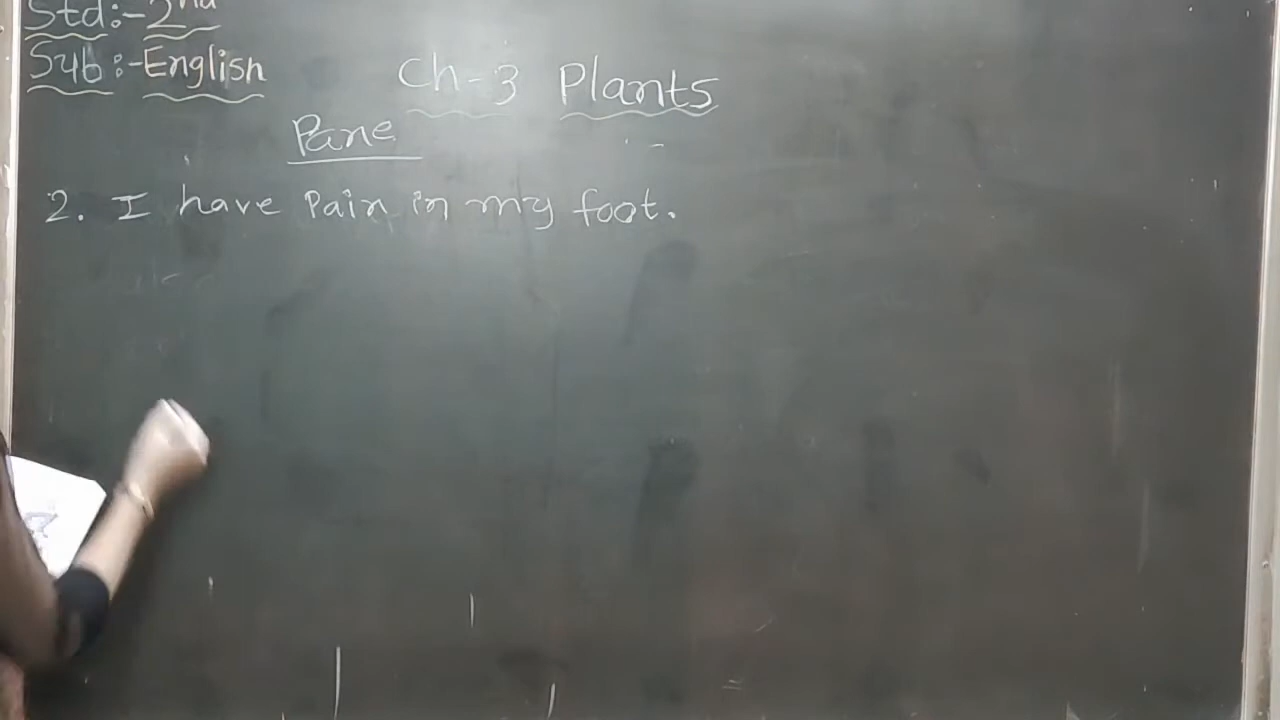 Std:-2nd
Sub:-English
Ch-3 Plants
Pane
2. I have Pain in my foot.